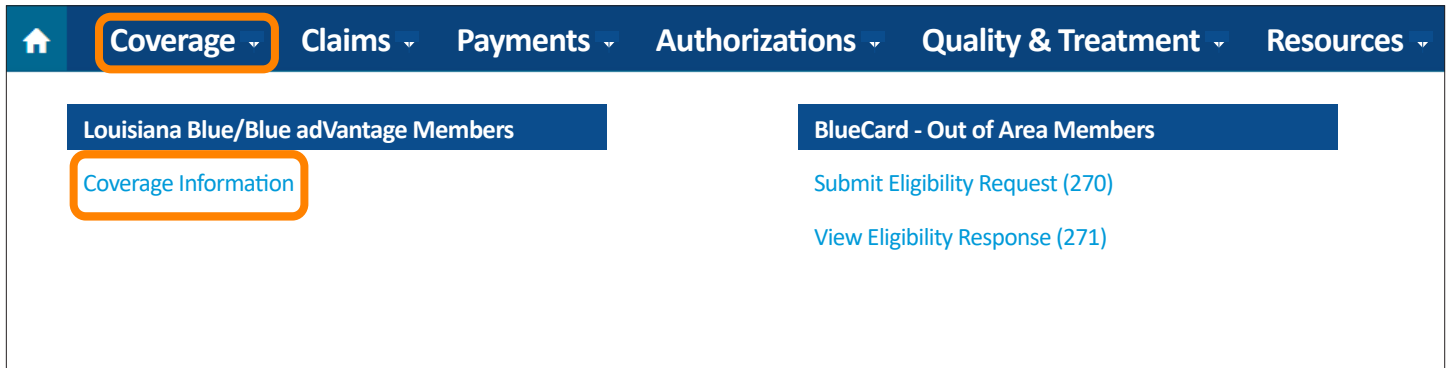 Coverage Claims Payments Authorizations Quality & Treatment Resources
Louisiana Blue/Blue adVantage Members
Coverage Information
BlueCard - Out of Area Members
Submit Eligibility Request (270)
View Eligibility Response (271)